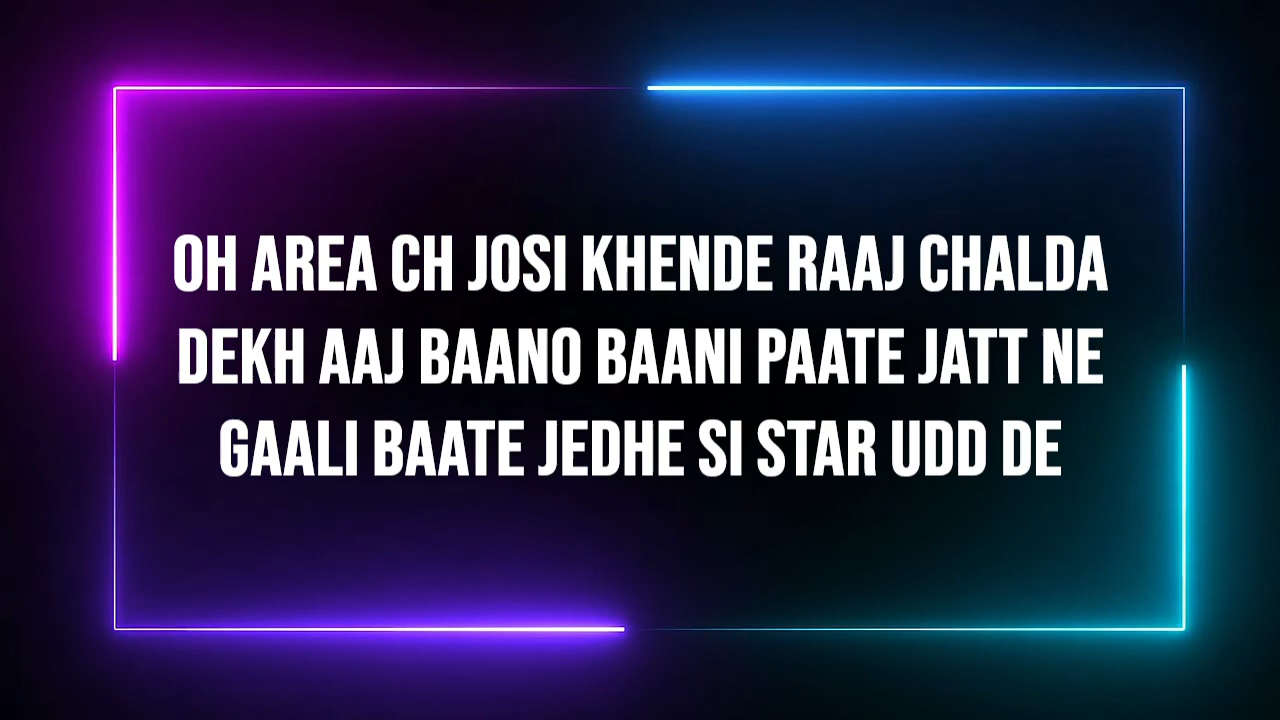 OH AREA CH JOSI KHENDE RAAJ CHALDA
DEKH AAJ BAANO BAANI PAATE JATT NE
GAALI BAATE JEDHE SI STAR UDD DE